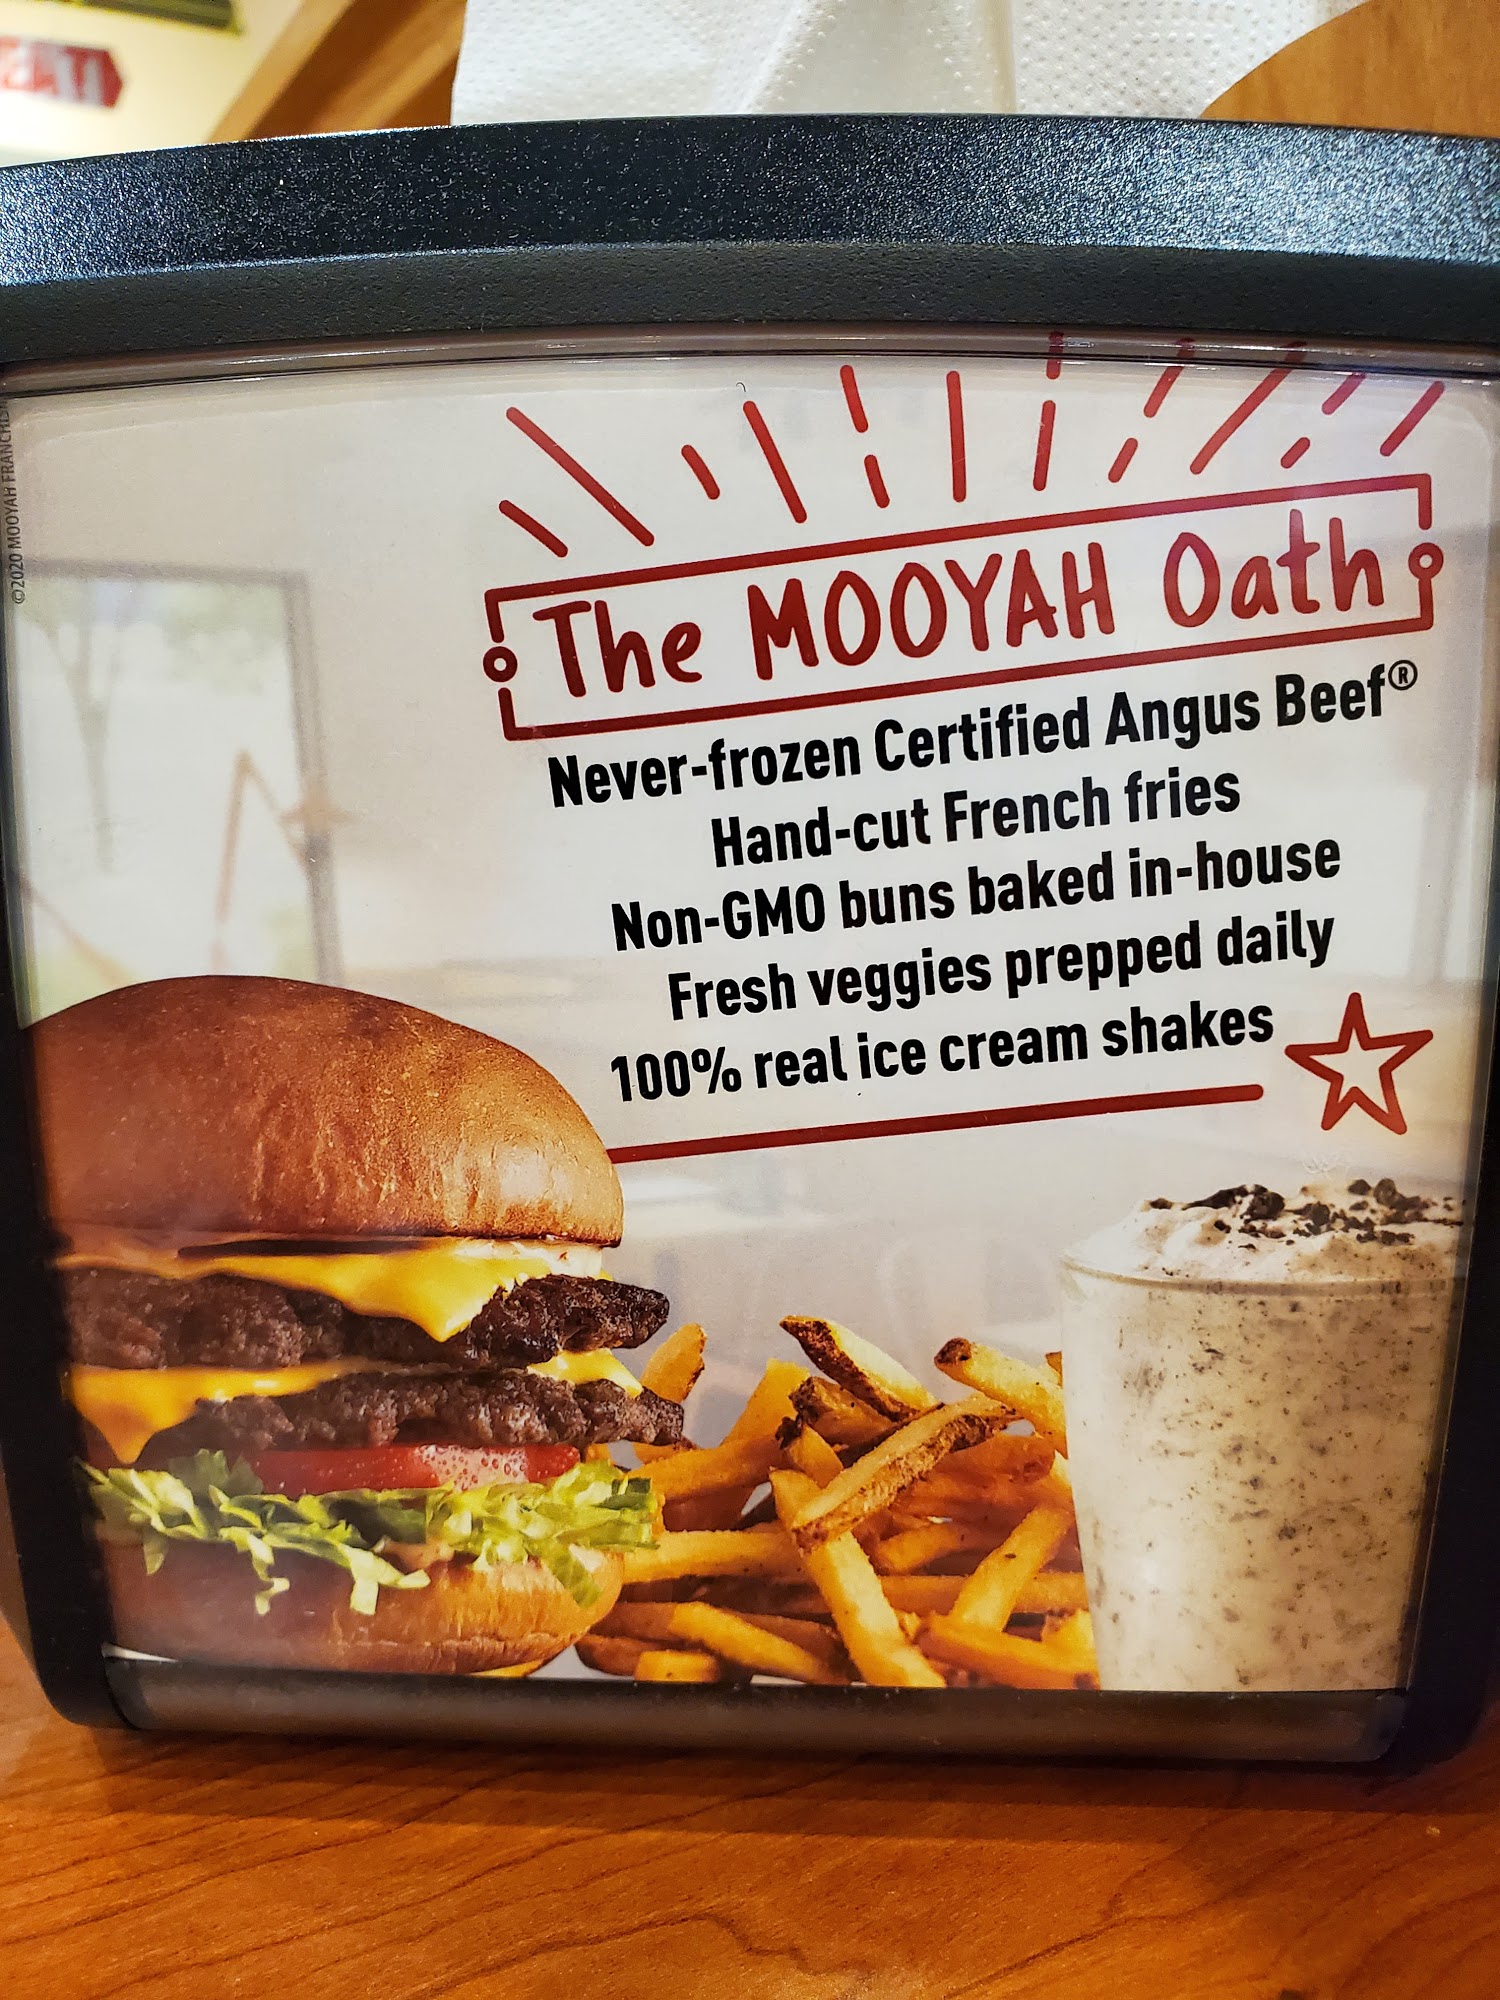 ©2020 MOOYAH FRANCHIS
The MOOYAH Oath
Never-frozen Certified Angus Beef®
Hand-cut French fries
Non-GMO buns baked in-house
Fresh veggies prepped daily
100% real ice cream shakes